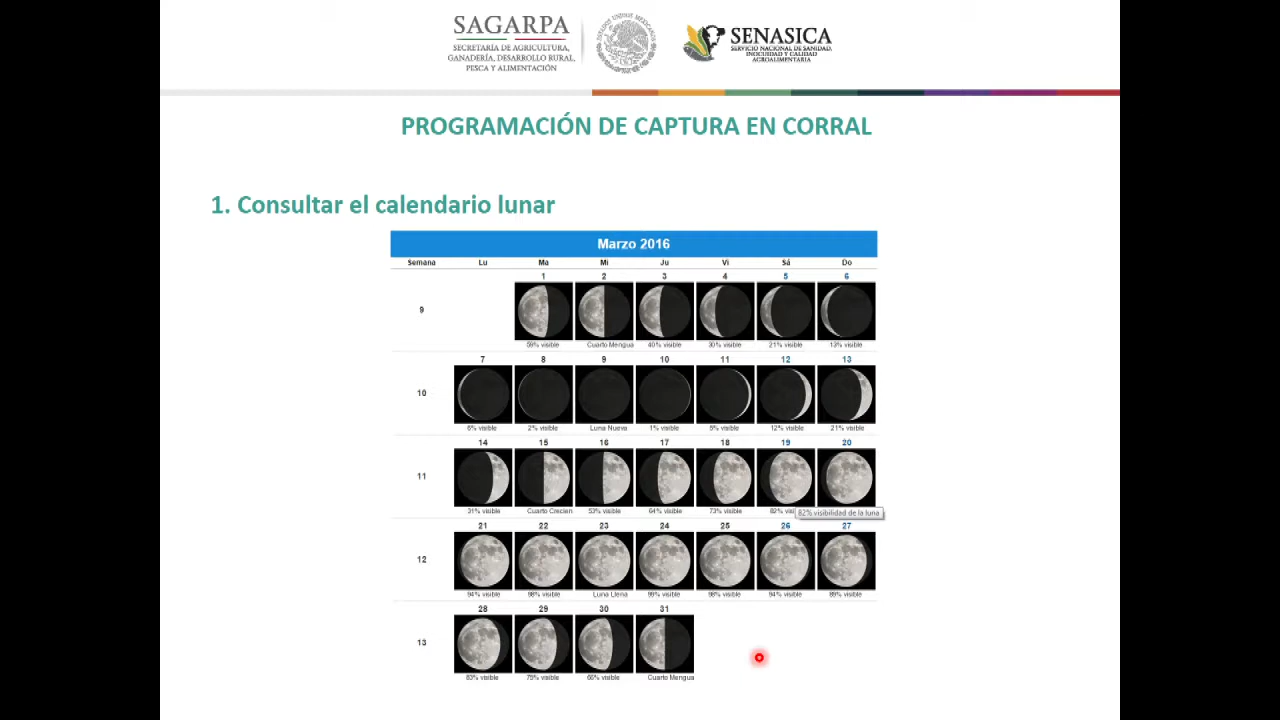 SAGARPA
SECRETARÍA DE AGRICULTURA,
GANADERÍA, DESARROLLO RURAL,
PESCA Y ALIMENTACIÓN
ESTADOS UNIDOS MEXICANOS
SENASICA
SERVICIO NACIONAL DE SANIDAD,
INOCUIDAD Y CALIDAD
AGROALIMENTARIA
PROGRAMACIÓN DE CAPTURA EN CORRAL
1. Consultar el calendario lunar
Marzo 2016
Semana Lu Ma Mi Ju Vi Sá Do
1 2 3 4 5 6
9
59% visible Cuarto Mengua 40% visible 30% visible 21% visible 13% visible
7 8 9 10 11 12 13
10
6% visible 2% visible Luna Nueva 1% visible 5% visible 12% visible 21% visible
14 15 16 17 18 19 20
11
31% visible Cuarto Crecien 53% visible 64% visible 73% visible 82%
82% visibilidad de la luna
21 22 23 24 25 26 27
12
94% visible 98% visible Luna Llena 99% visible 98% visible 94% visible 89% visible
28 29 30 31
13
83% visible 75% visible 66% visible Cuarto Mengua